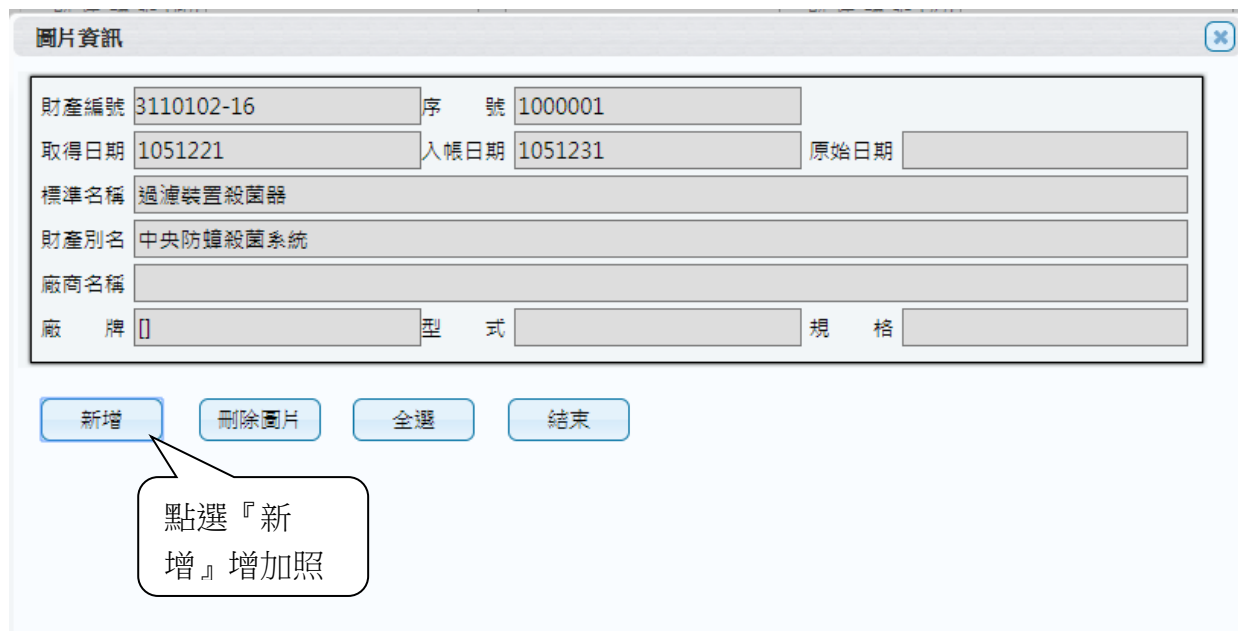 圖片資訊
財產編號 3110102-16 序 號 1000001
取得日期 1051221 入帳日期 1051231 原始日期
標準名稱 過濾裝置殺菌器
財產別名 中央防蟑殺菌系統
廠商名稱
廠 牌 [] 型 式 規 格
新增 刪除圖片 全選 結束
點選『新
增』增加照